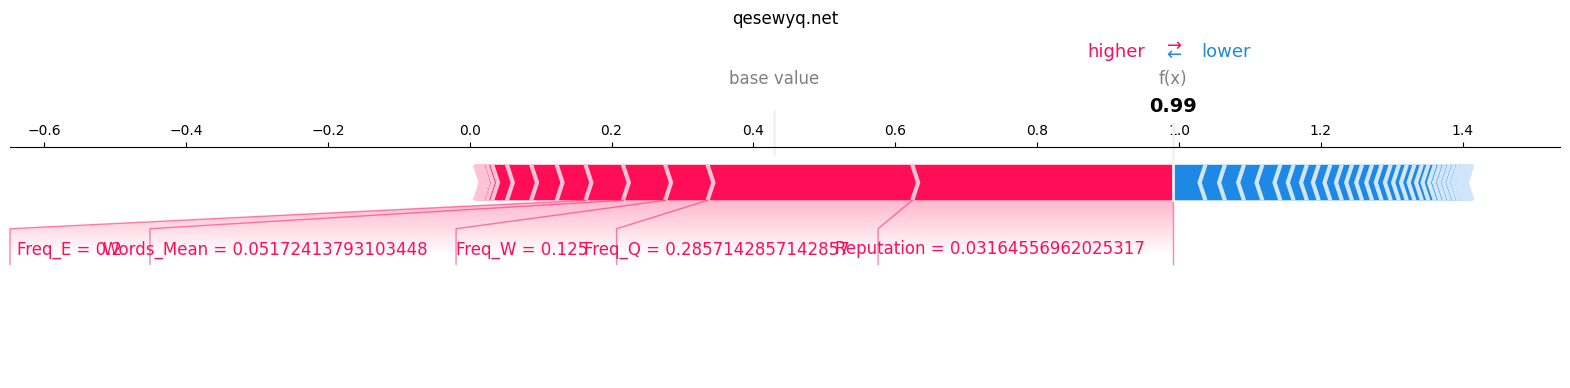 qesewyq.net
higher ⇄ lower
base value f(x)
0.99
−0.6 −0.4 −0.2 0.0 0.2 0.4 0.6 0.8 1.0 1.2 1.4
Freq_E = 0.2 Words_Mean = 0.05172413793103448 Freq_W = 0.125 Freq_Q = 0.2857142857142857 Reputation = 0.03164556962025317